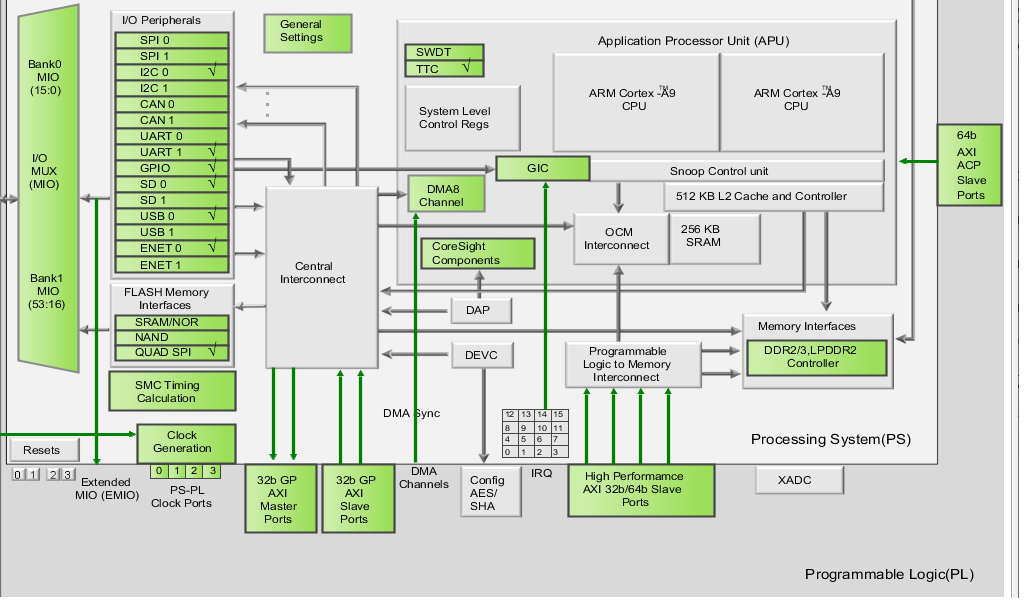 I/O Peripherals
SPI 0
SPI 1
I2C 0 √
I2C 1
CAN 0
CAN 1
UART 0
UART 1 √
GPIO √
SD 0 √
SD 1
USB 0 √
USB 1
ENET 0 √
ENET 1
Bank0
MIO
(15:0)
I/O
MUX
(MIO)
Bank1
MIO
(53:16)
FLASH Memory
Interfaces
SRAM/NOR
NAND
QUAD SPI √
SMC Timing
Calculation
General
Settings
Application Processor Unit (APU)
SWDT
TTC √
System Level
Control Regs
ARM Cortex -A9
TM
CPU
ARM Cortex -A9
TM
CPU
GIC
Snoop Control unit
512 KB L2 Cache and Controller
DMA8
Channel
OCM
Interconnect
256 KB
SRAM
CoreSight
Components
Central
Interconnect
DAP
DEVC
Programmable
Logic to Memory
Interconnect
Memory Interfaces
DDR2/3,LPDDR2
Controller
64b
AXI
ACP
Slave
Ports
DMA Sync
12 13 14 15
8 9 10 11
4 5 6 7
0 1 2 3
Processing System(PS)
Clock
Generation
0 1 2 3
Resets
0 1 2 3
Extended
MIO (EMIO)
PS-PL
Clock Ports
32b GP
AXI
Master
Ports
32b GP
AXI
Slave
Ports
DMA
Channels
Config
AES/
SHA
IRQ
High Performamce
AXI 32b/64b Slave
Ports
XADC
Programmable Logic(PL)